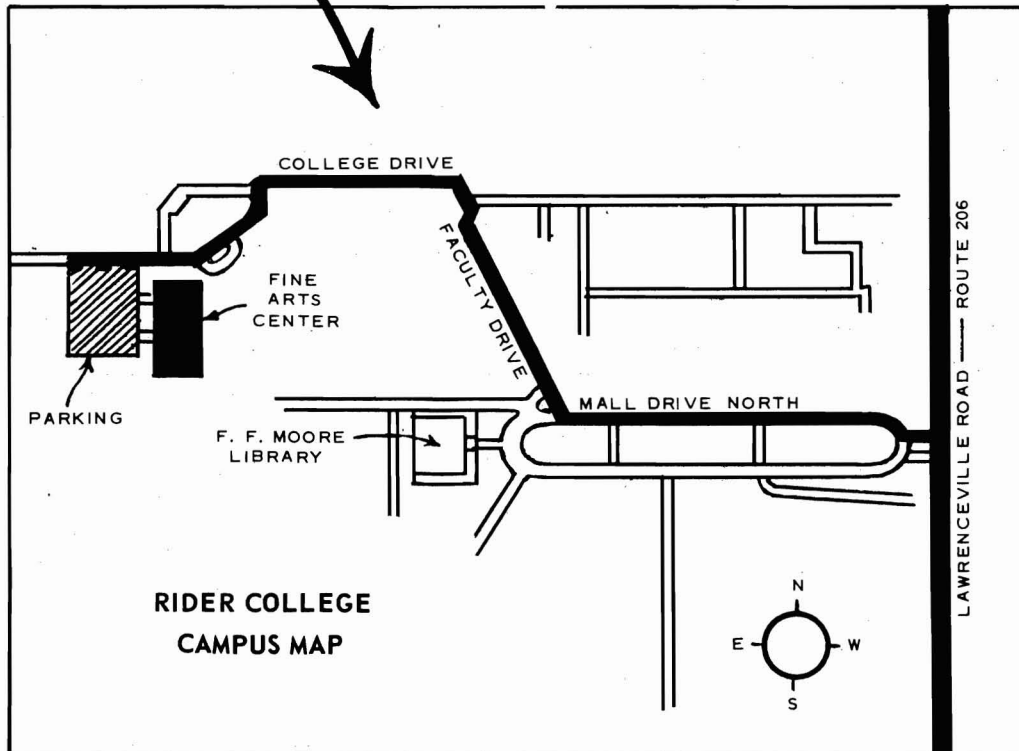 COLLEGE DRIVE
FACULTY DRIVE
FINE
ARTS
CENTER
PARKING
MALL DRIVE NORTH
F. F. MOORE
LIBRARY
LAWRENCEVILLE ROAD —— ROUTE 206
RIDER COLLEGE
CAMPUS MAP
N
E
W
S